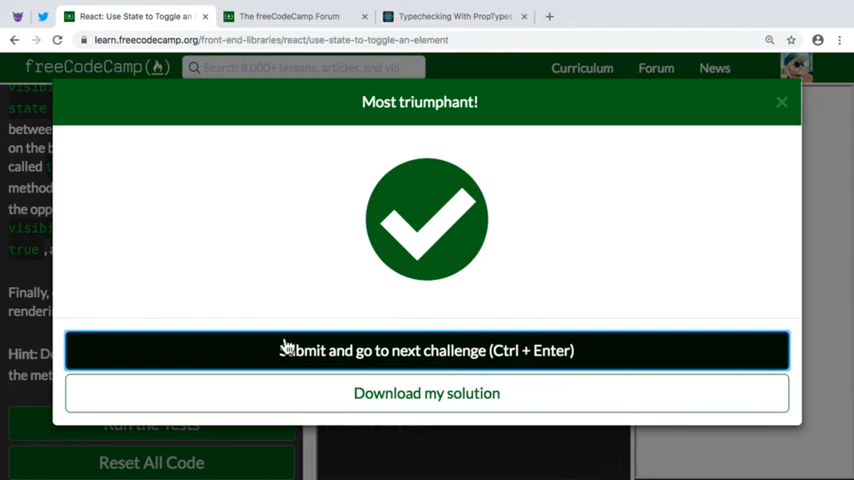 React: Use State to Toggle an
The freeCodeCamp Forum
Typechecking With PropTypes
learn.freecodecamp.org/front-end-libraries/react/use-state-to-toggle-an-element
freeCodeCamp
Search 8,000+ lessons, articles, and
Curriculum
Forum
News
Most triumphant!
state
on the b
called
method
the opp
visib
true ,a
Finally,
renderin
Hint: D
the met
Submit and go to next challenge (Ctrl + Enter)
Download my solution
Run the Tests
Reset All Code